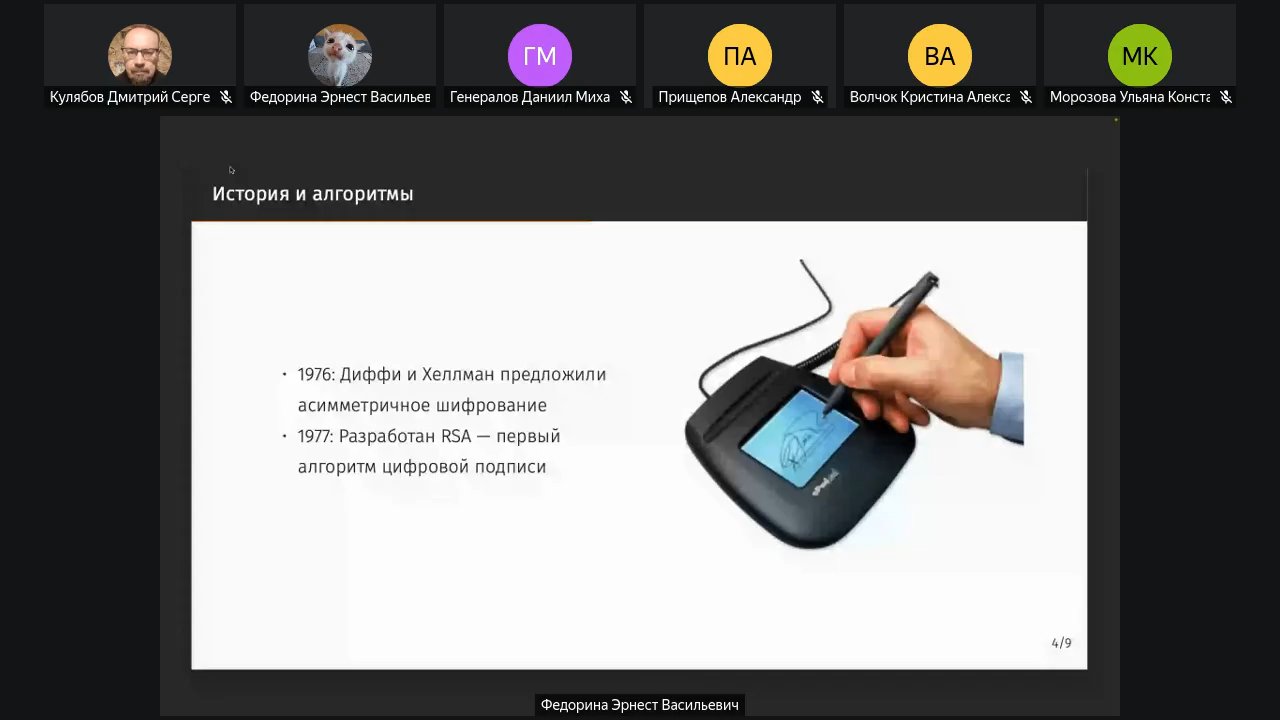 ГМ
ПА
ВА
МК
Кулябов Дмитрий Серге
Федорина Эрнест Васильев
Генералов Даниил Миха
Прищепов Александр
Волчок Кристина Алекса
Морозова Ульяна Конста
История и алгоритмы
• 1976: Диффи и Хеллман предложили
асимметричное шифрование
• 1977: Разработан RSA — первый
алгоритм цифровой подписи
4/9
Федорина Эрнест Васильевич